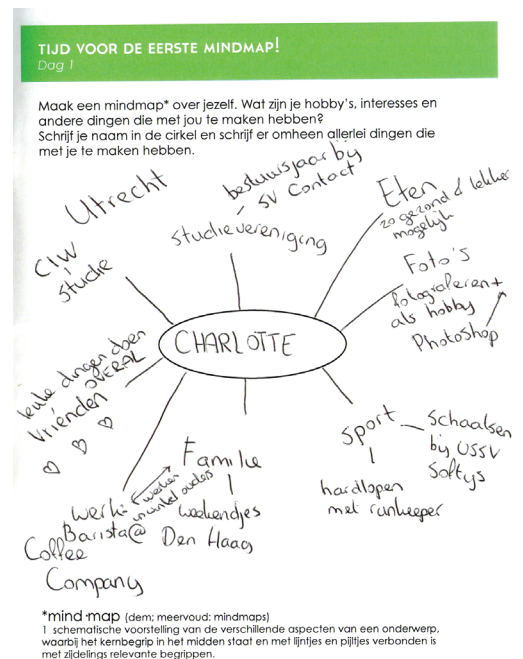 TIJD VOOR DE EERSTE MINDMAP!
Dag 1
Maak een mindmap* over jezelf. Wat zijn je hobby's, interesses en
andere dingen die met jou te maken hebben?
Schrijf je naam in de cirkel en schrijf er omheen allerlei dingen die
met je te maken hebben.
Utrecht
CIW
studie
bestuursjaar bij
SV Contact
studievereniging
Eten
zo gezond & lekker
mogelijk
Foto's
fotograferen +
als hobby
Photoshop
CHARLOTTE
leuke dingen doen
OVERAL
Vrienden
Familie
weekendjes
Den Haag
werken
in winkel ouders
werk:
Barista@
Coffee
Company
sport
schaatsen
bij USSV
Softys
hardlopen
met runkeeper
*mind·map (dem; meervoud: mindmaps)
1 schematische voorstelling van de verschillende aspecten van een onderwerp,
waarbij het kernbegrip in het midden staat en met lijntjes en pijltjes verbonden is
met zijdelings relevante begrippen.